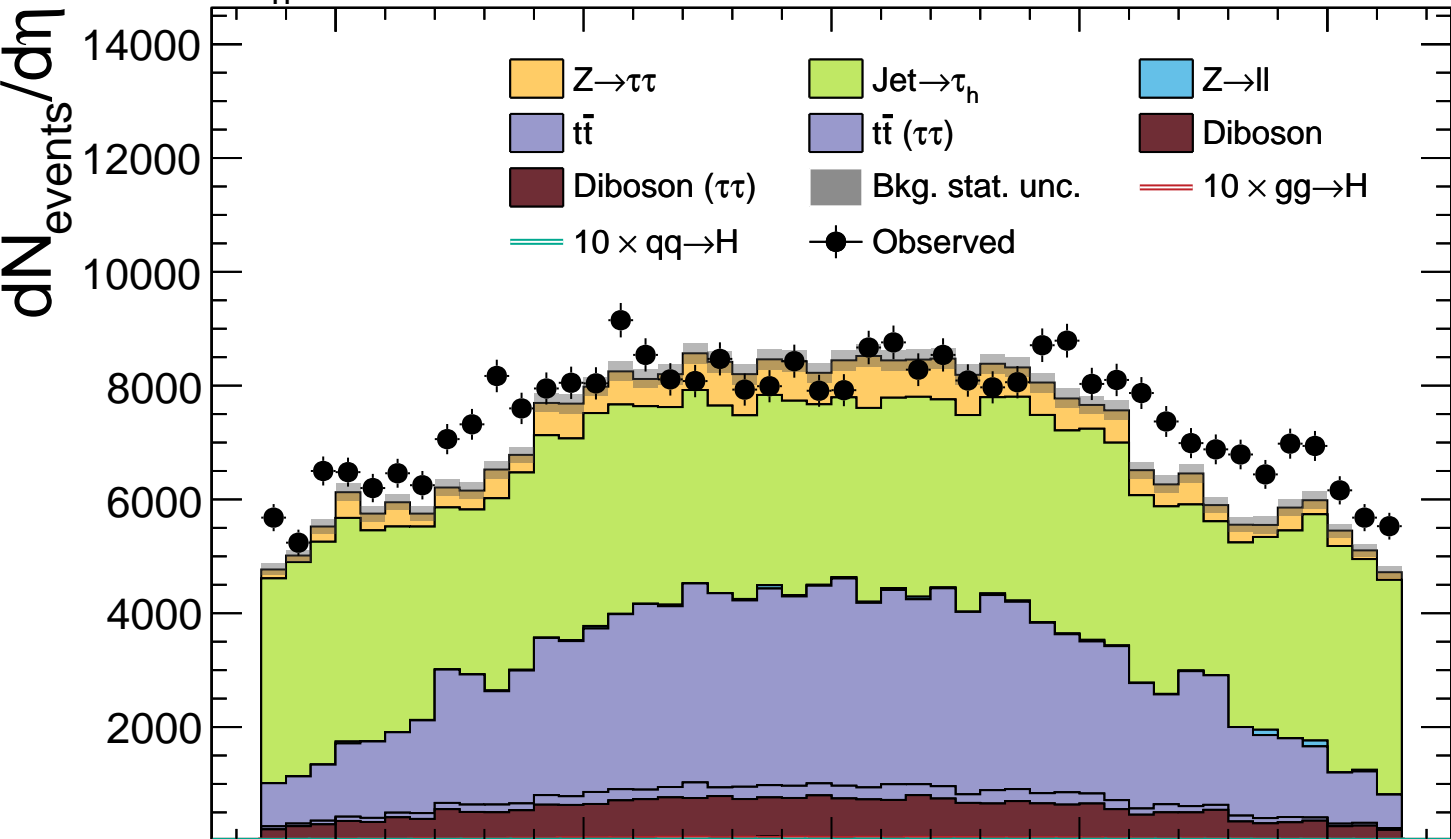 dN_events/dη
14000
12000
10000
8000
6000
4000
2000
Z→ττ Jet→τ_h Z→ll
tt̄ tt̄ (ττ) Diboson
Diboson (ττ) Bkg. stat. unc. 10 × gg→H
10 × qq→H Observed